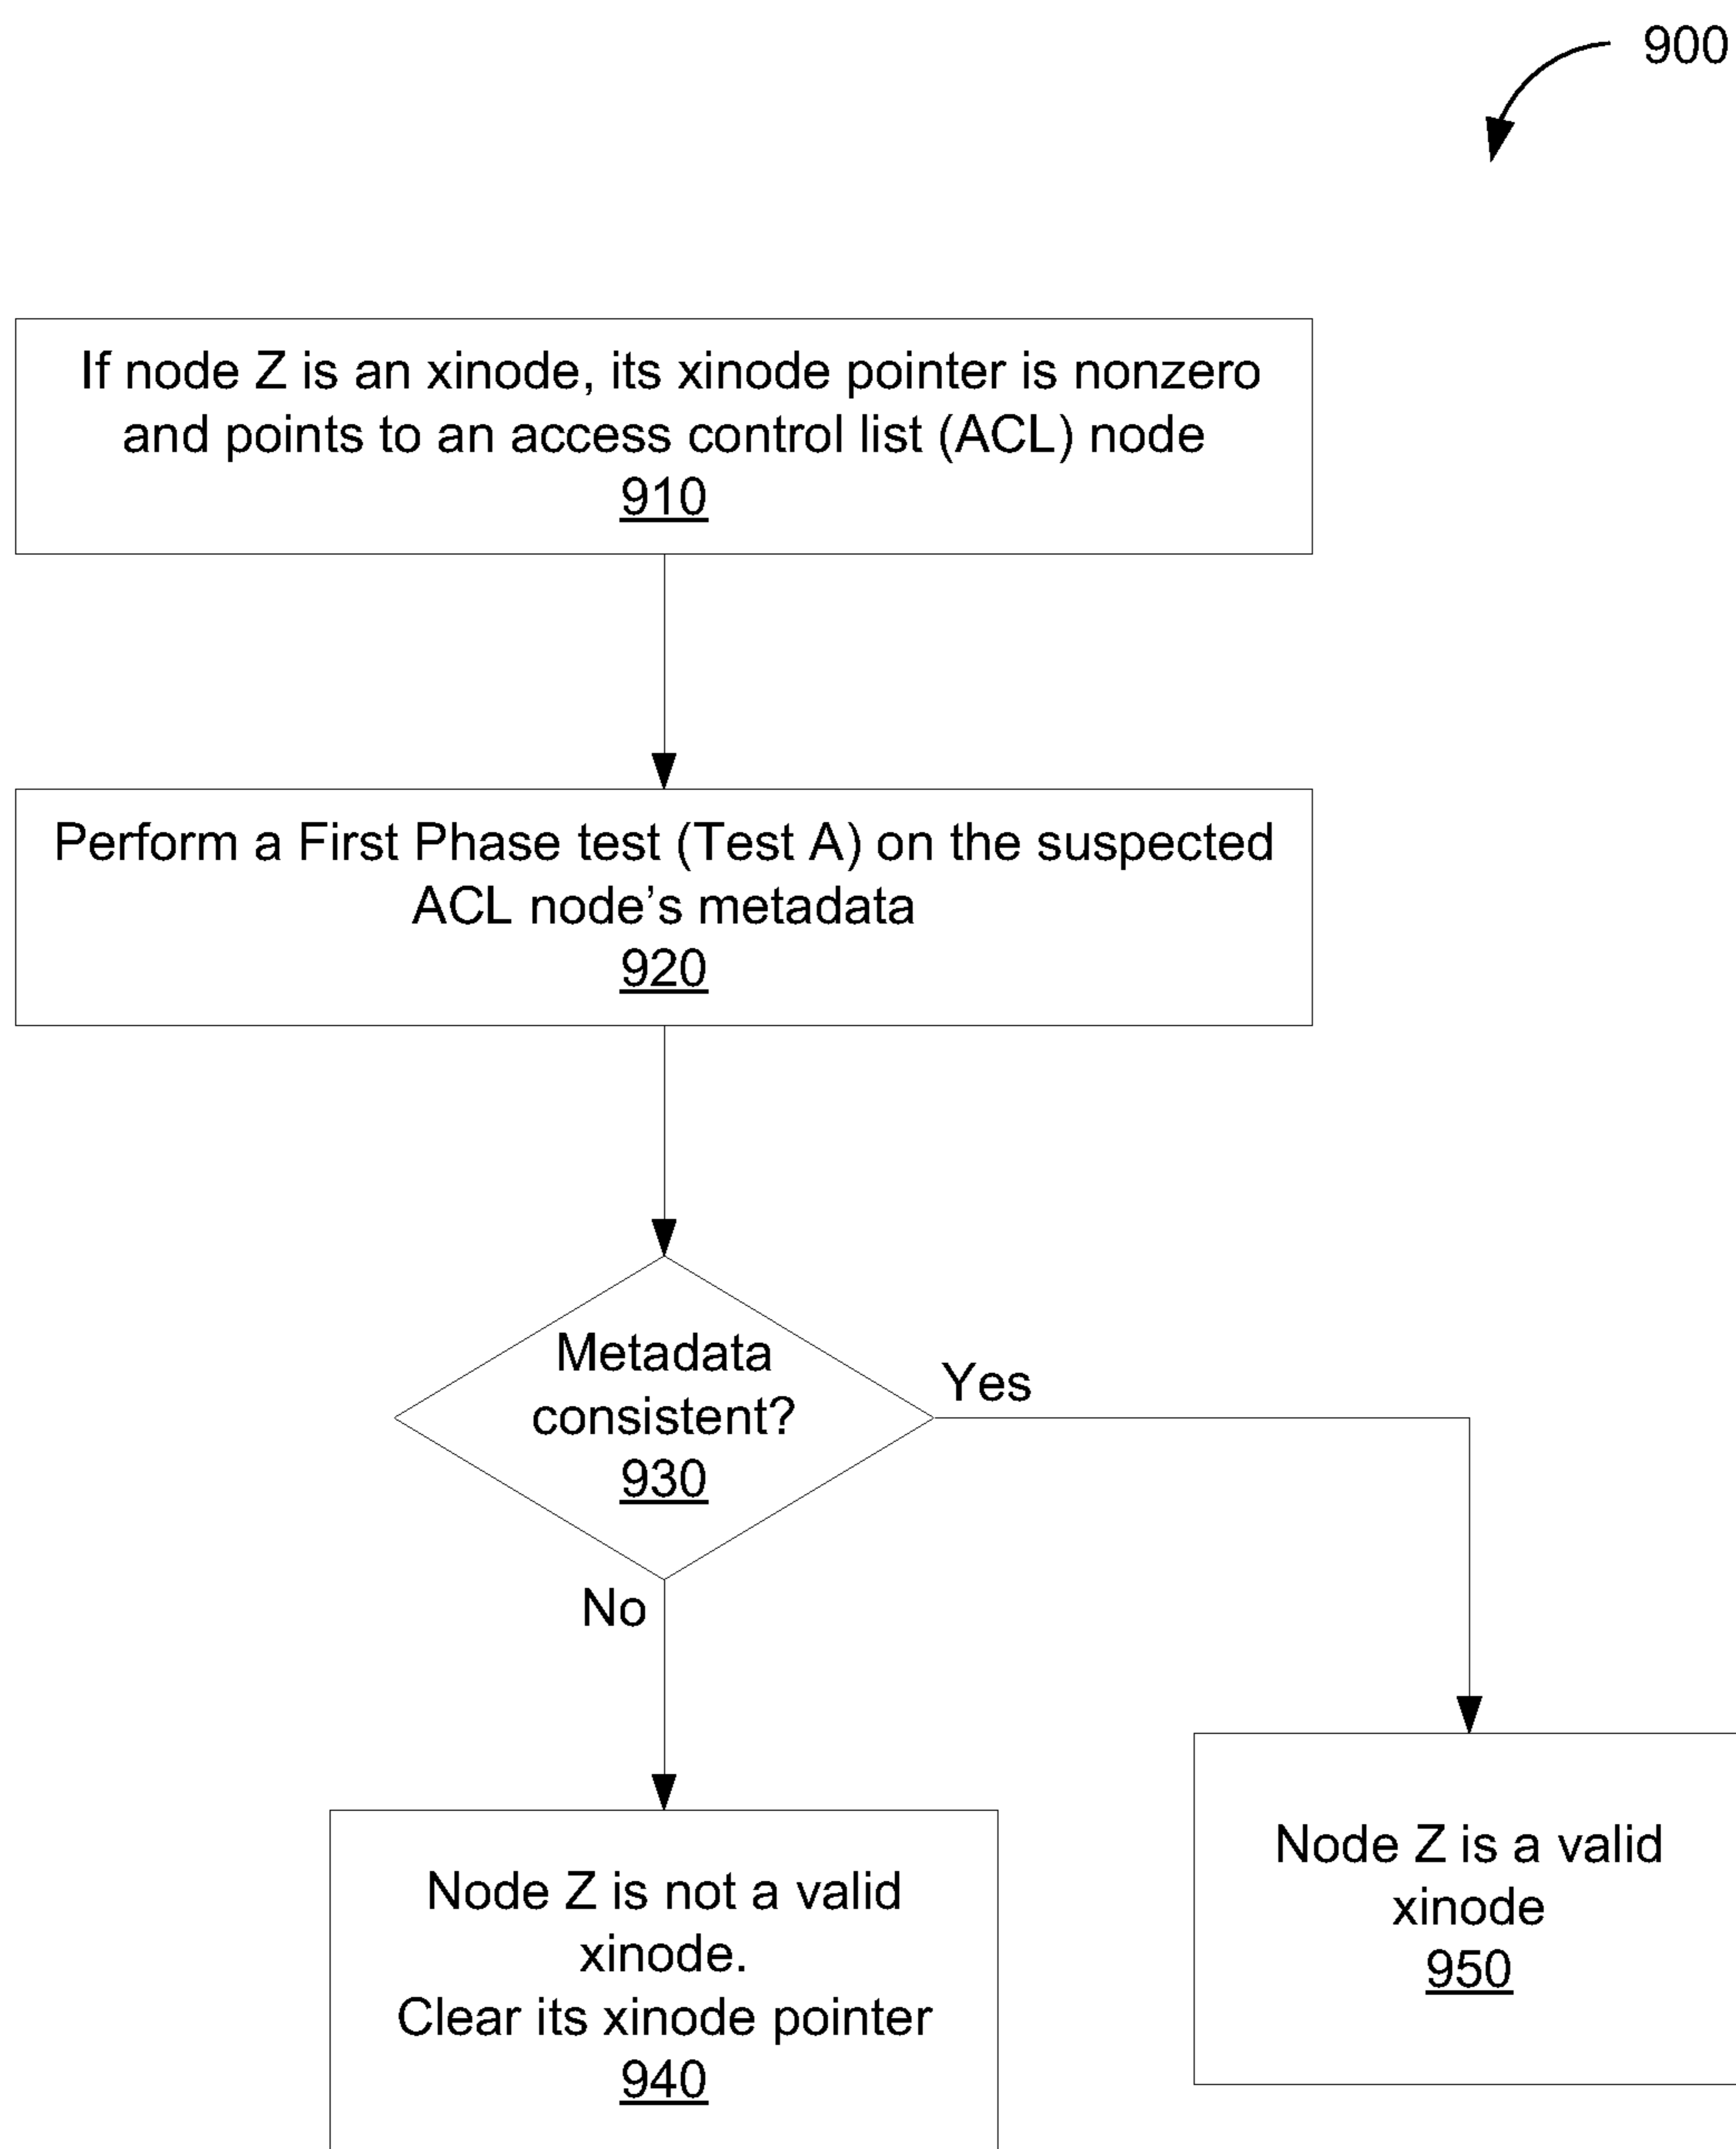 900
If node Z is an xinode, its xinode pointer is nonzero
and points to an access control list (ACL) node
910
Perform a First Phase test (Test A) on the suspected
ACL node’s metadata
920
Metadata
consistent?
930
Yes
No
Node Z is not a valid
xinode.
Clear its xinode pointer
940
Node Z is a valid
xinode
950